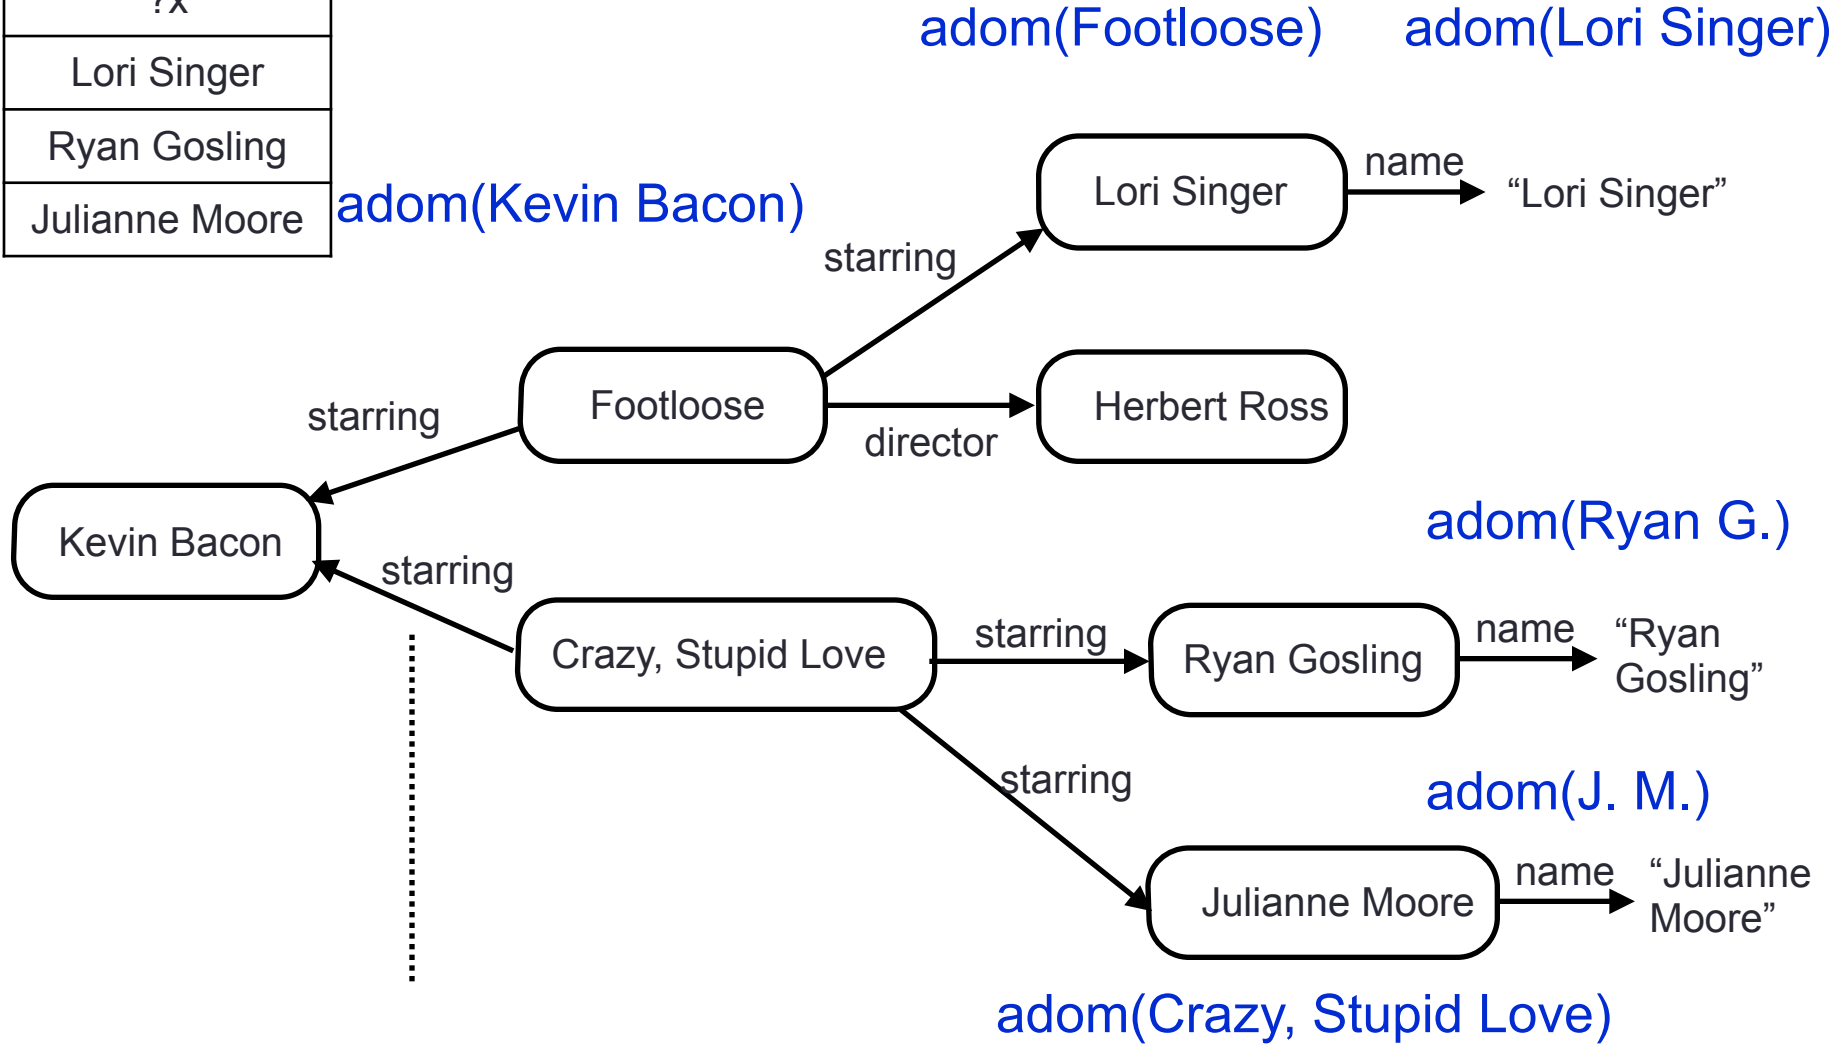 ?x
Lori Singer
Ryan Gosling
Julianne Moore
adom(Footloose)
adom(Lori Singer)
adom(Kevin Bacon)
Lori Singer
name
“Lori Singer”
starring
Footloose
Herbert Ross
starring
director
Kevin Bacon
adom(Ryan G.)
starring
Crazy, Stupid Love
starring
Ryan Gosling
name
“Ryan
Gosling”
starring
adom(J. M.)
Julianne Moore
name
“Julianne
Moore”
adom(Crazy, Stupid Love)